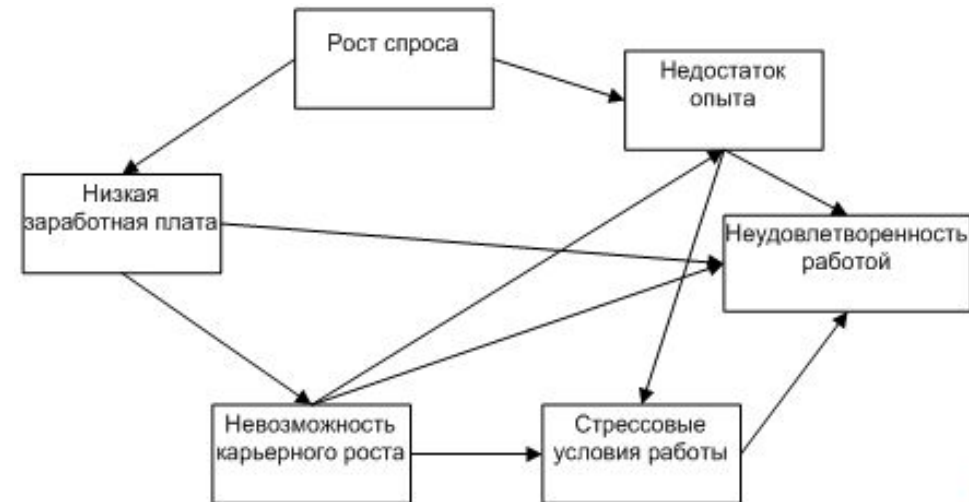 Рост спроса
Недостаток
опыта
Низкая
заработная плата
Неудовлетворенность
работой
Невозможность
карьерного роста
Стрессовые
условия работы